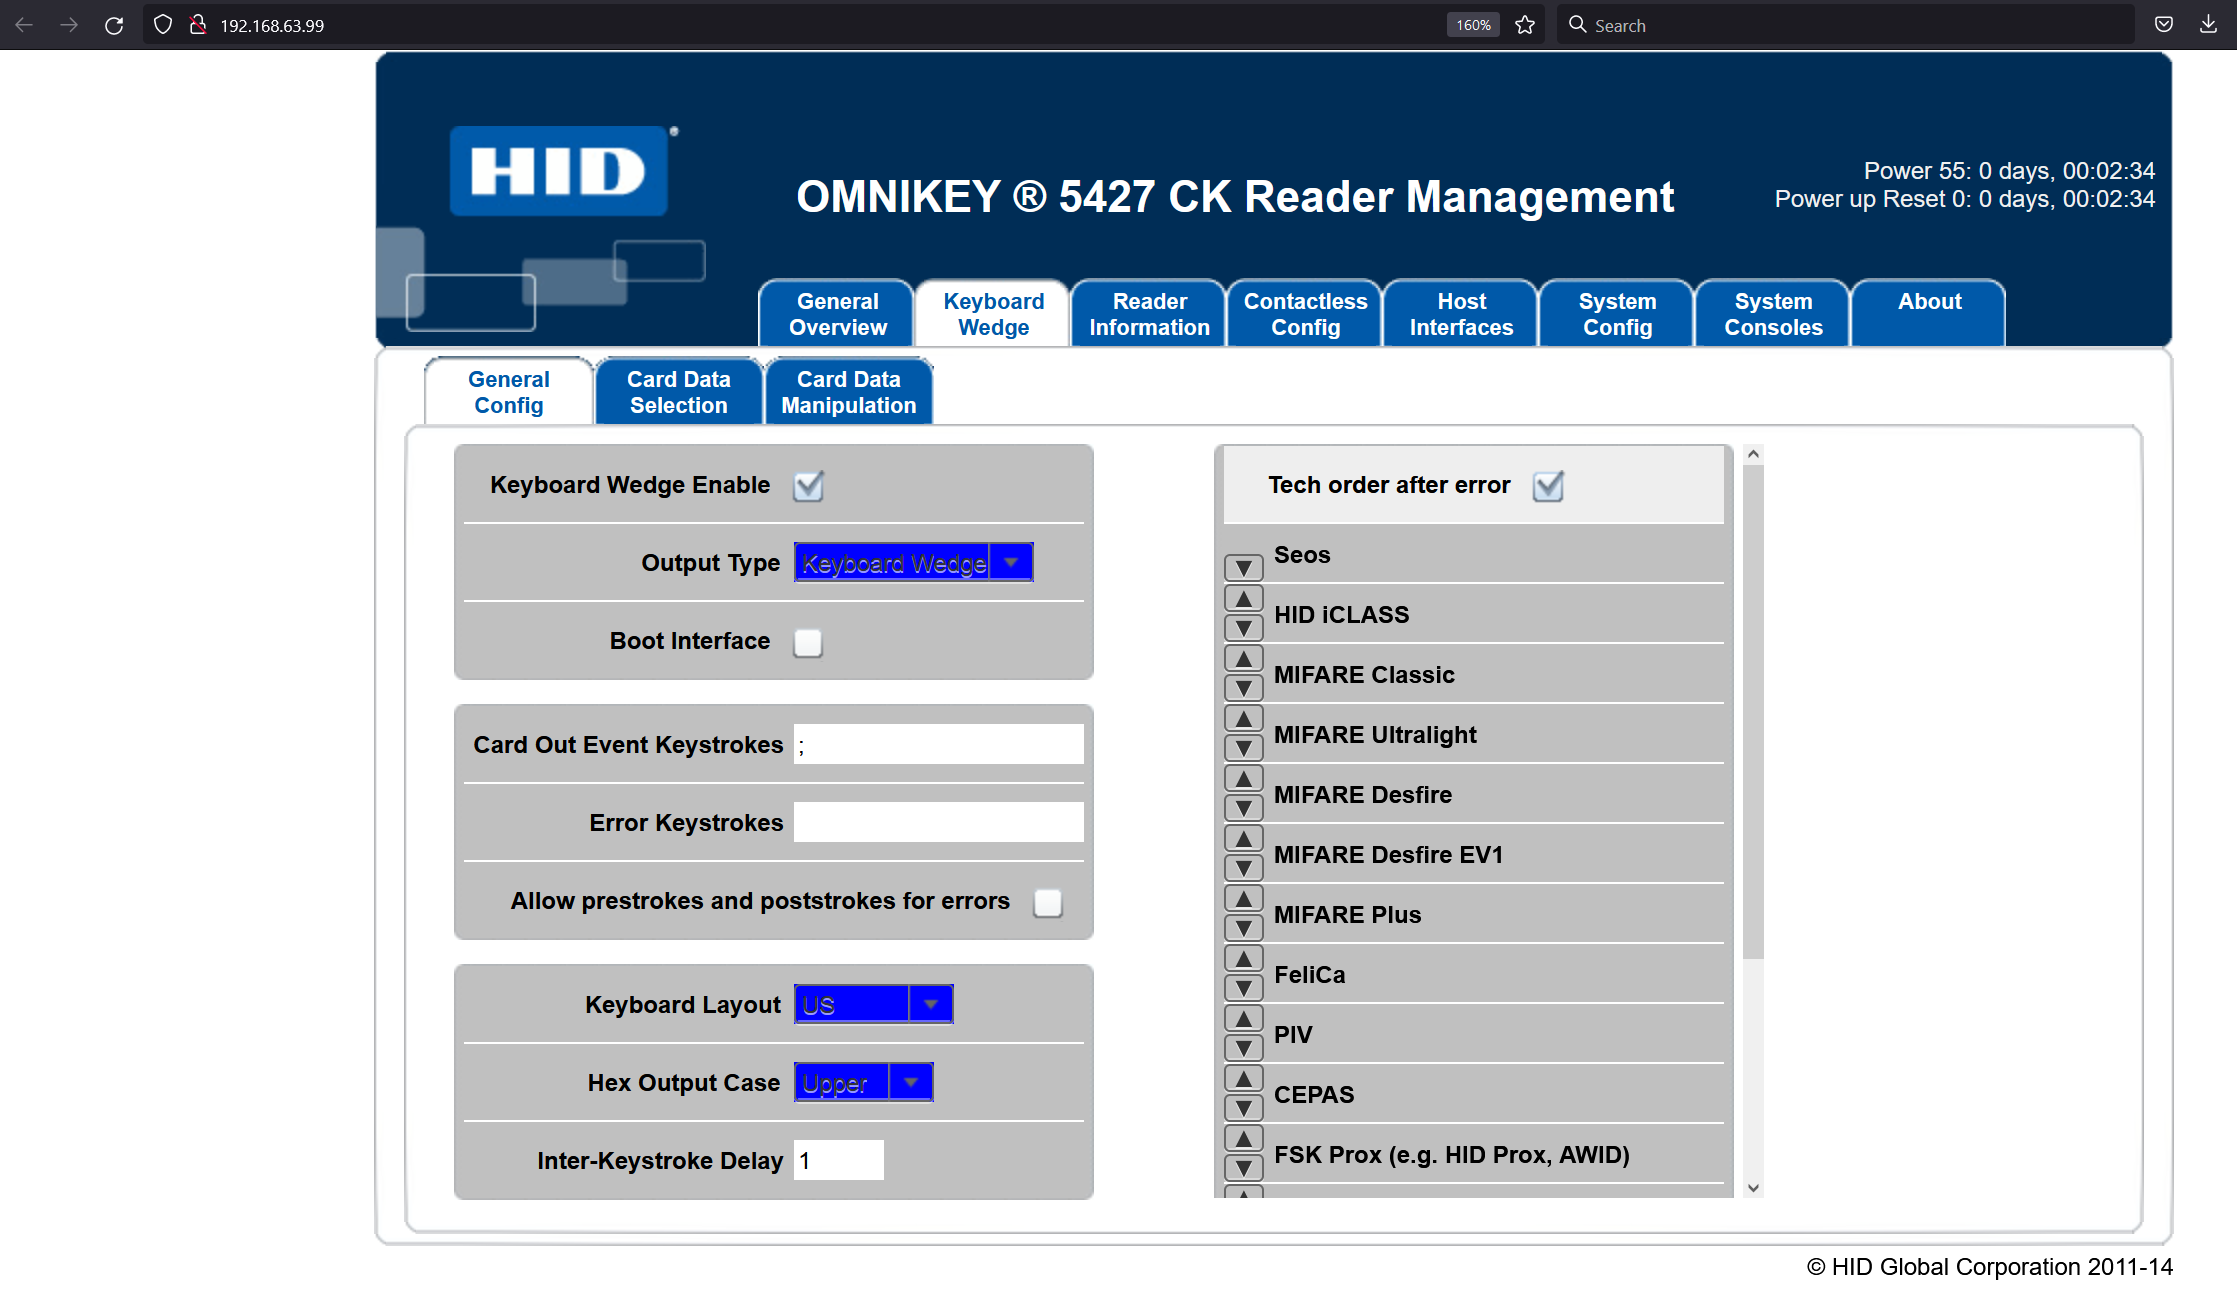 192.168.63.99
160%
Search
HID
OMNIKEY ® 5427 CK Reader Management
Power 55: 0 days, 00:02:34
Power up Reset 0: 0 days, 00:02:34
General Overview
Keyboard Wedge
Reader Information
Contactless Config
Host Interfaces
System Config
System Consoles
About
General Config
Card Data Selection
Card Data Manipulation
Keyboard Wedge Enable
Output Type Keyboard Wedge
Boot Interface
Card Out Event Keystrokes ;
Error Keystrokes
Allow prestrokes and poststrokes for errors
Keyboard Layout US
Hex Output Case Upper
Inter-Keystroke Delay 1
Tech order after error
Seos
HID iCLASS
MIFARE Classic
MIFARE Ultralight
MIFARE Desfire
MIFARE Desfire EV1
MIFARE Plus
FeliCa
PIV
CEPAS
FSK Prox (e.g. HID Prox, AWID)
© HID Global Corporation 2011-14